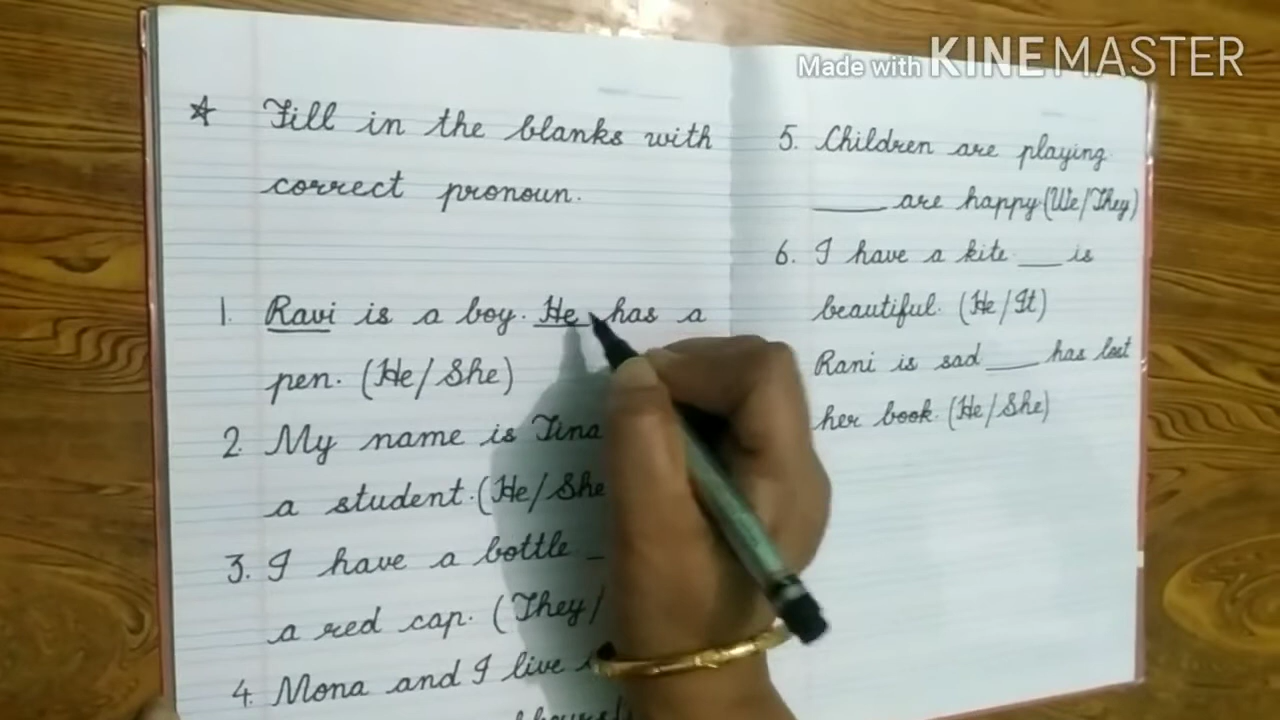 Made with KINEMASTER
☆ Fill in the blanks with
correct pronoun.
1. Ravi is a boy. He has a
pen. (He/She)
2. My name is Tina
a student. (He/She
3. I have a bottle _
a red cap. (They/
4. Mona and I live
5. Children are playing
____ are happy (We/They)
6. I have a kite ___ is
beautiful. (He/It)
Rani is sad ____ has lost
her book. (He/She)